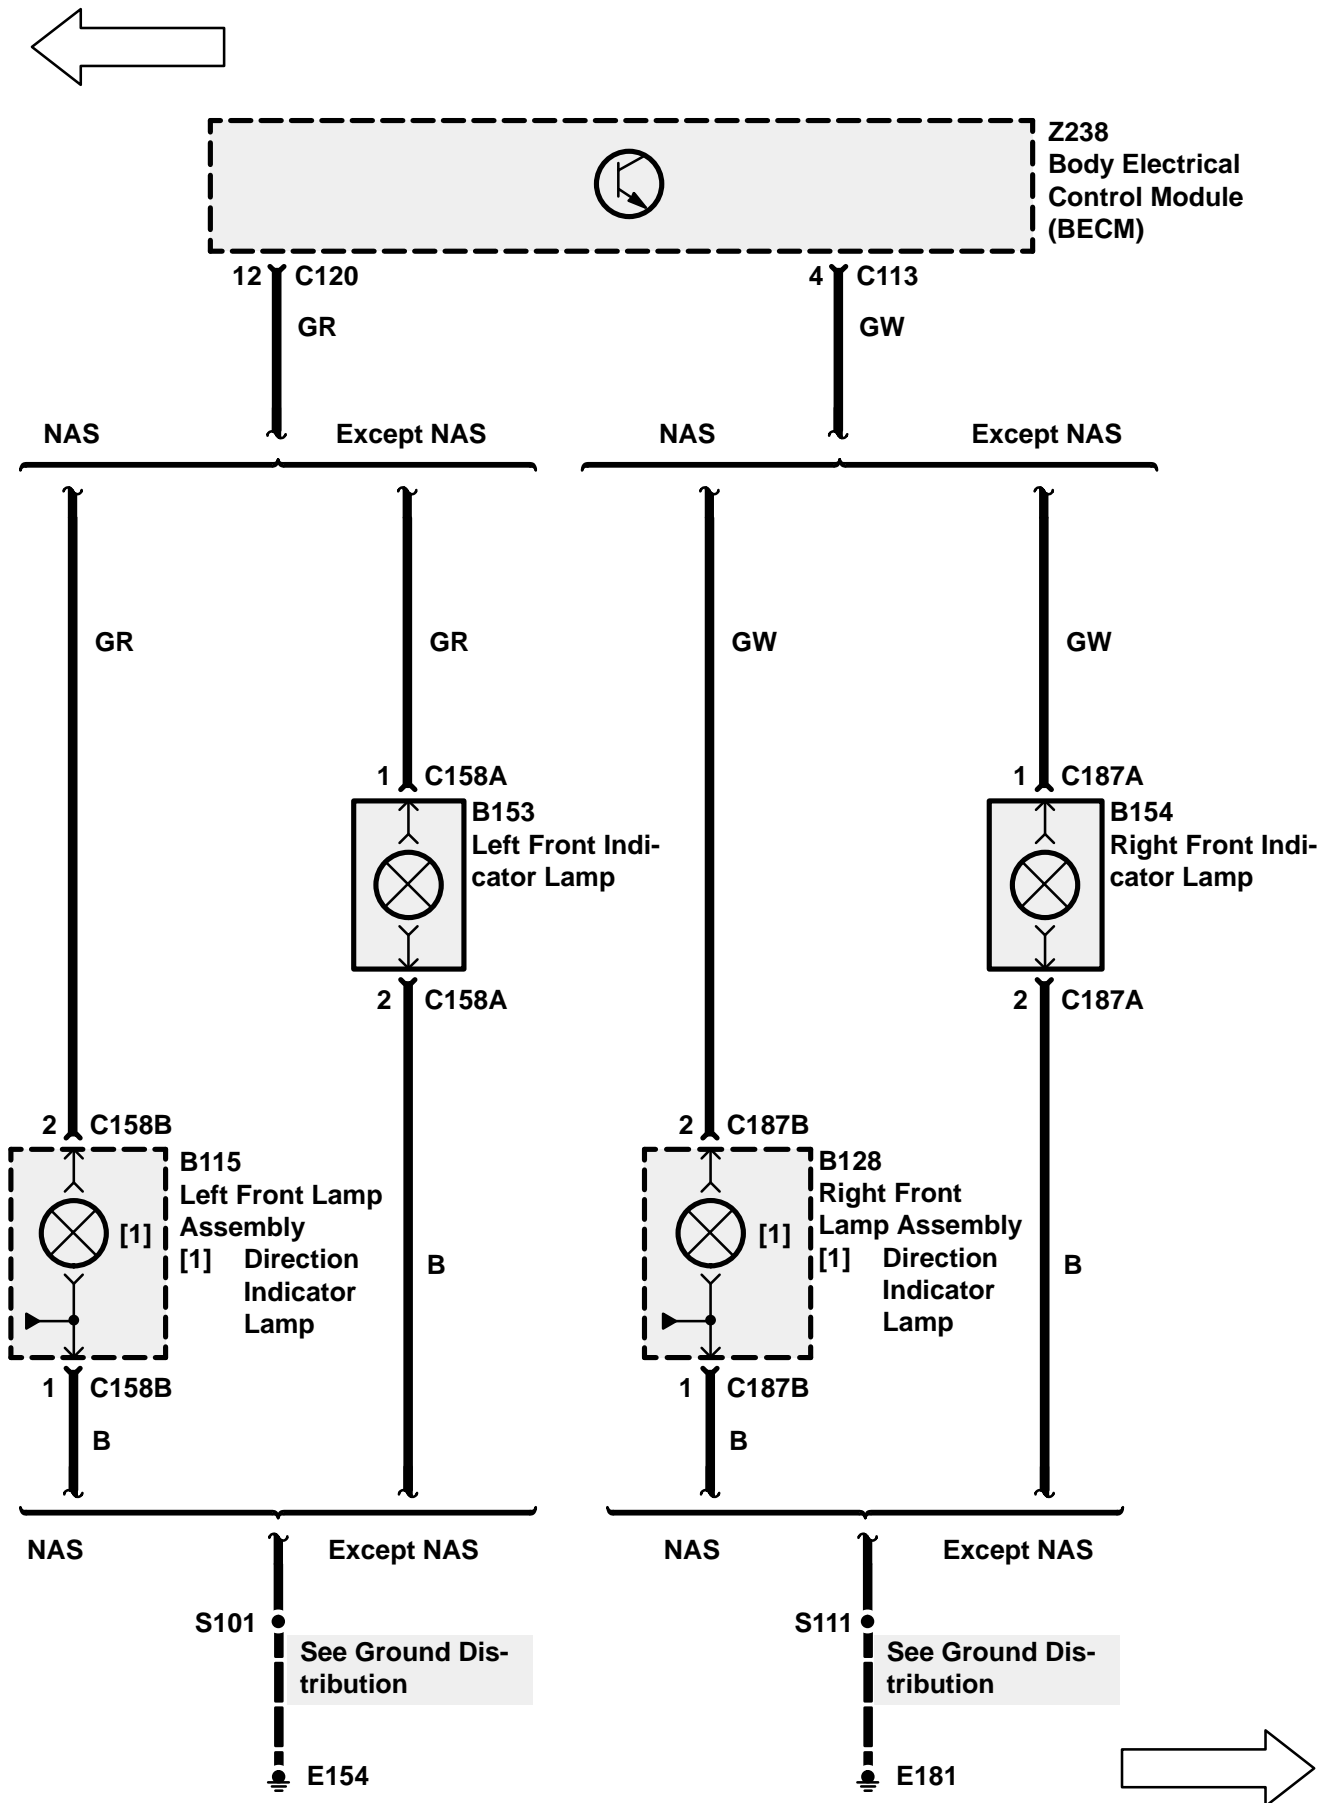 Z238
Body Electrical
Control Module
(BECM)
12 C120
4 C113
GR
GW
NAS
Except NAS
NAS
Except NAS
GR
GR
GW
GW
1 C158A
B153
Left Front Indi-
cator Lamp
2 C158A
1 C187A
B154
Right Front Indi-
cator Lamp
2 C187A
2 C158B
B115
Left Front Lamp
Assembly
[1] Direction
Indicator
Lamp
[1]
1 C158B
B
B
2 C187B
B128
Right Front
Lamp Assembly
[1] Direction
Indicator
Lamp
[1]
1 C187B
B
B
NAS
Except NAS
NAS
Except NAS
S101
See Ground Dis-
tribution
E154
S111
See Ground Dis-
tribution
E181